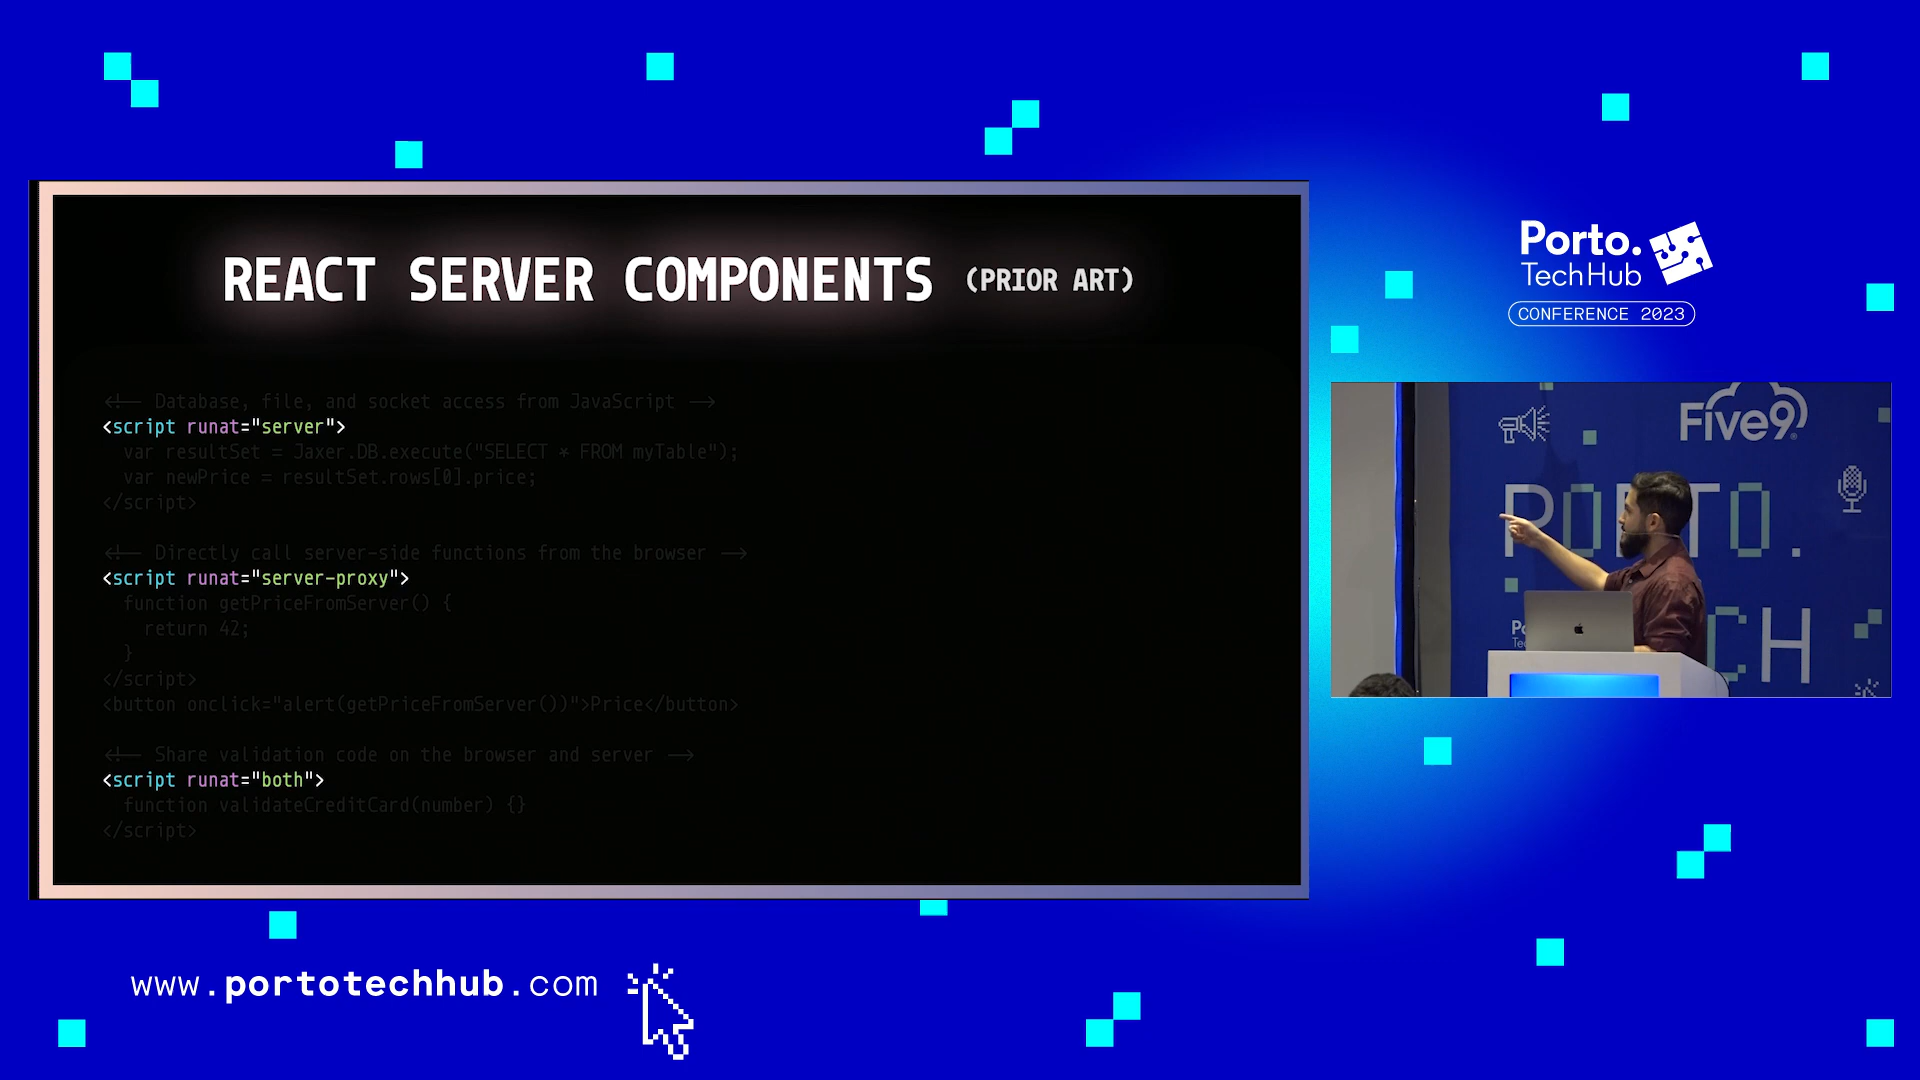 REACT SERVER COMPONENTS (PRIOR ART)
<!-- Database, file, and socket access from JavaScript -->
<script runat="server">
var resultSet = Jaxer.DB.execute("SELECT * FROM myTable");
var newPrice = resultSet.rows[0].price;
</script>
<!-- Directly call server-side functions from the browser -->
<script runat="server-proxy">
function getPriceFromServer() {
return 42;
}
</script>
<button onclick="alert(getPriceFromServer())">Price</button>
<!-- Share validation code on the browser and server -->
<script runat="both">
function validateCreditCard(number) {}
</script>
Porto.
TechHub
CONFERENCE 2023
Five9
PORTO.
www.portotechhub.com